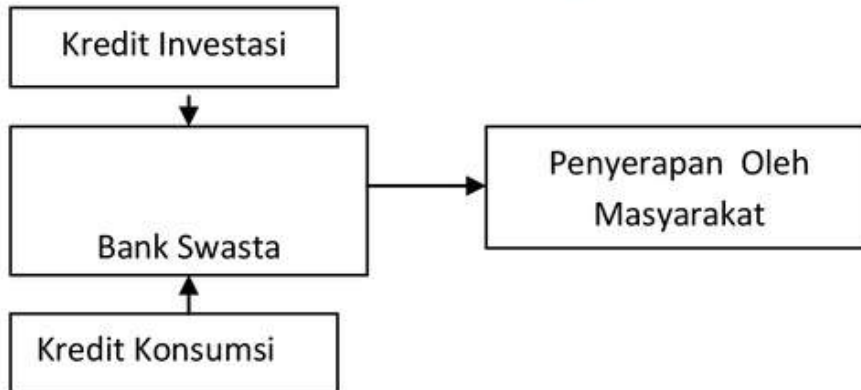 Kredit Investasi
Bank Swasta
Penyerapan Oleh
Masyarakat
Kredit Konsumsi